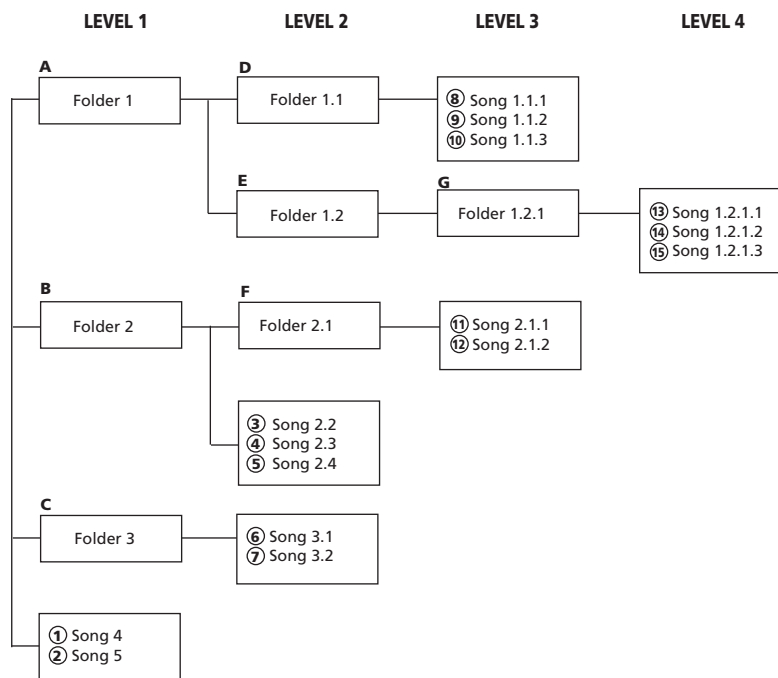 LEVEL 1 LEVEL 2 LEVEL 3 LEVEL 4
A
Folder 1
D
Folder 1.1
8 Song 1.1.1
9 Song 1.1.2
10 Song 1.1.3
E
Folder 1.2
G
Folder 1.2.1
13 Song 1.2.1.1
14 Song 1.2.1.2
15 Song 1.2.1.3
B
Folder 2
F
Folder 2.1
11 Song 2.1.1
12 Song 2.1.2
3 Song 2.2
4 Song 2.3
5 Song 2.4
C
Folder 3
6 Song 3.1
7 Song 3.2
1 Song 4
2 Song 5